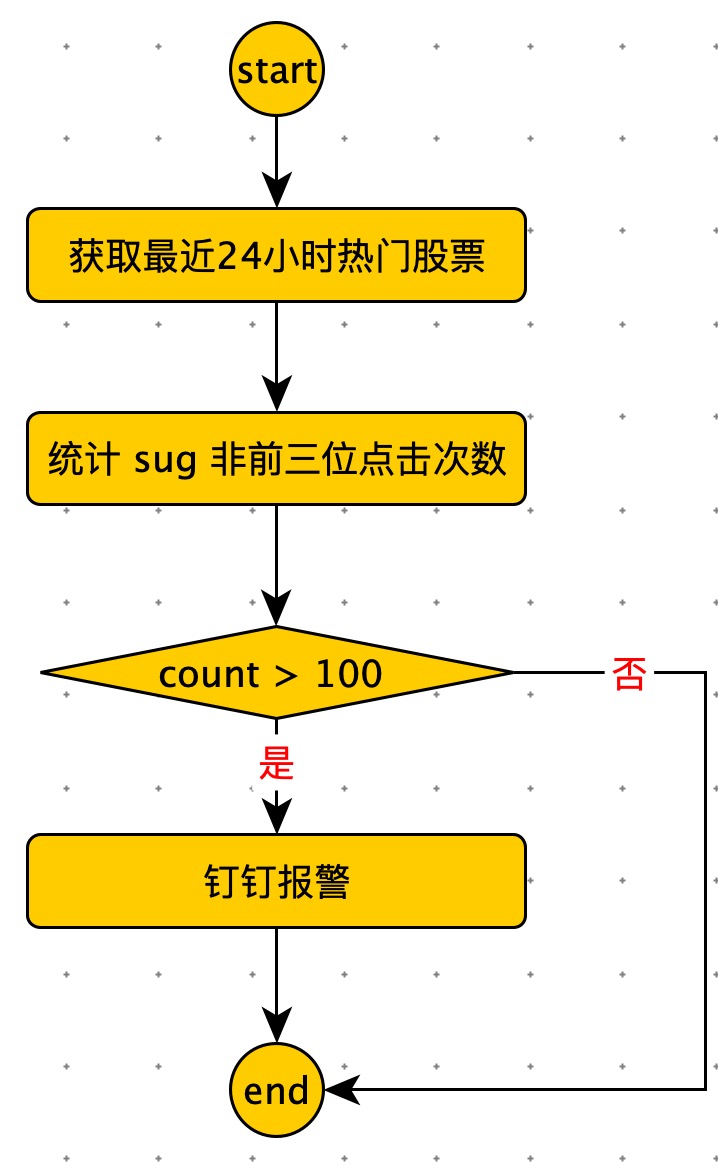 start
获取最近24小时热门股票
统计 sug 非前三位点击次数
count > 100
否
是
钉钉报警
end